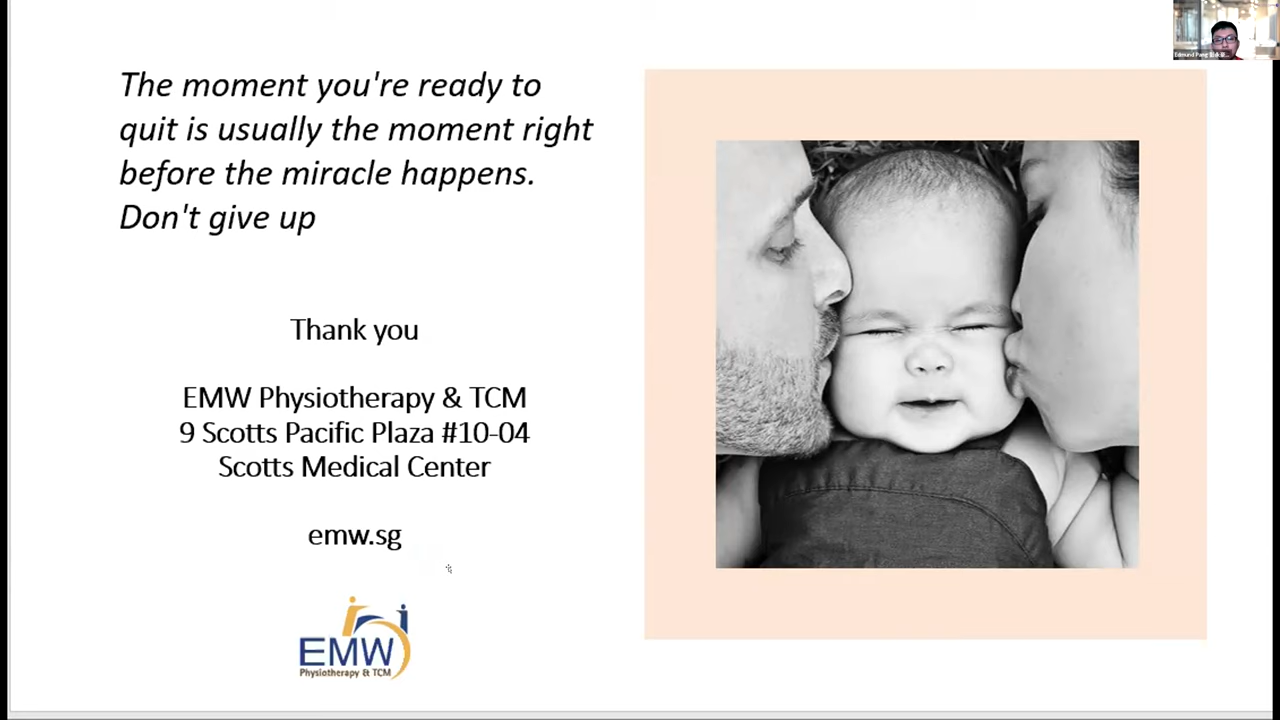 The moment you're ready to
quit is usually the moment right
before the miracle happens.
Don't give up
Thank you
EMW Physiotherapy & TCM
9 Scotts Pacific Plaza #10-04
Scotts Medical Center
emw.sg
EMW
Physiotherapy & TCM
Edmund Pang